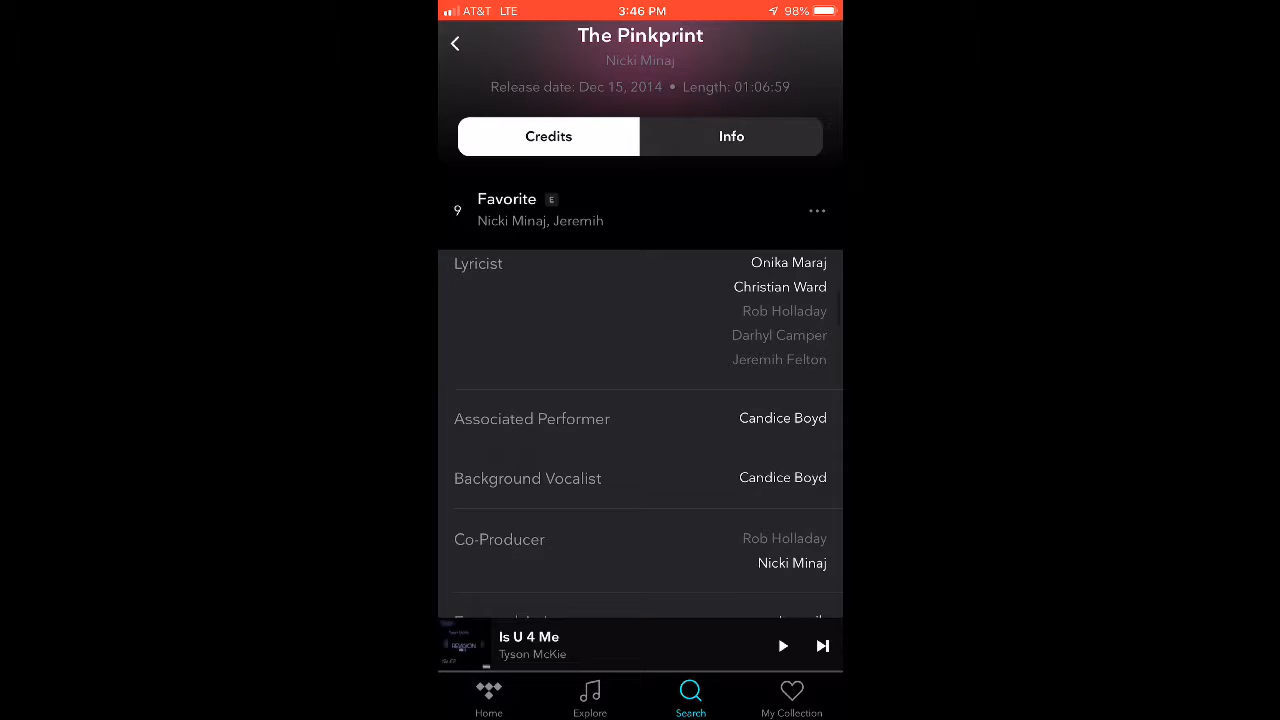 AT&T LTE 3:46 PM 98%
The Pinkprint
Nicki Minaj
Release date: Dec 15, 2014 • Length: 01:06:59
Credits Info
9 Favorite E
Nicki Minaj, Jeremih
Lyricist Onika Maraj
Christian Ward
Rob Holladay
Darhyl Camper
Jeremih Felton
Associated Performer Candice Boyd
Background Vocalist Candice Boyd
Co-Producer Rob Holladay
Nicki Minaj
Is U 4 Me
Tyson McKie
Home Explore Search My Collection